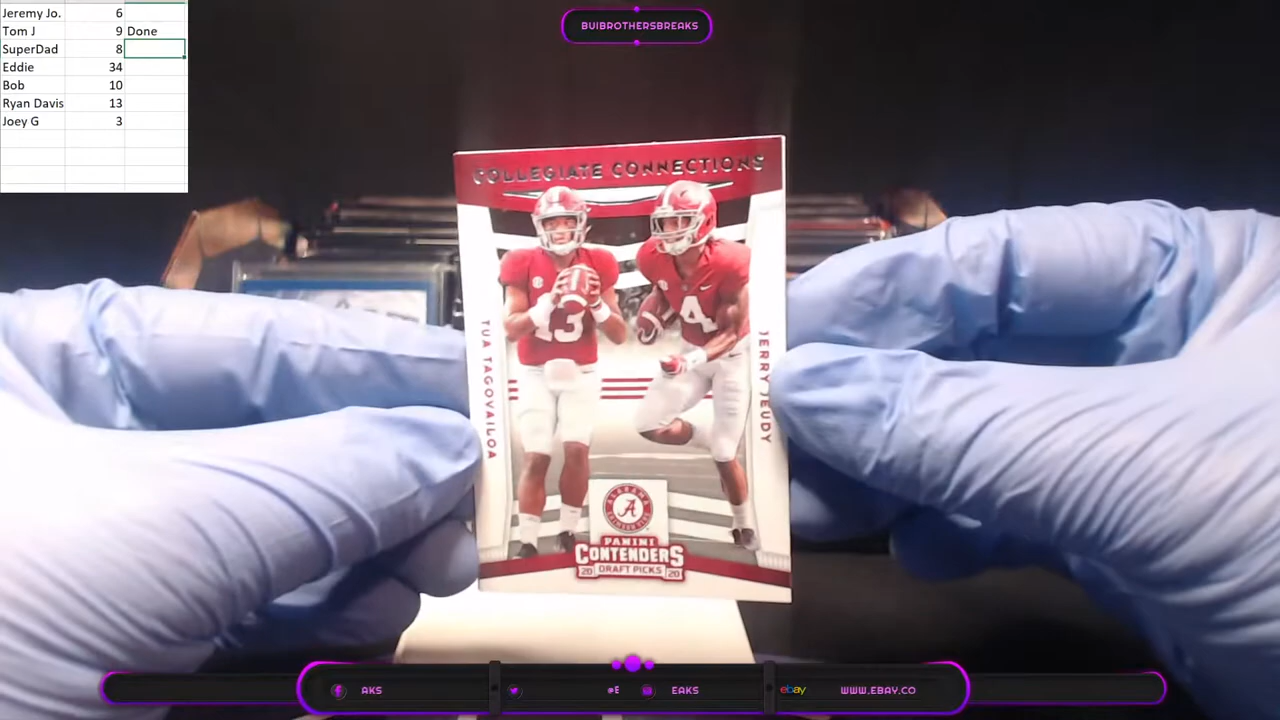 Jeremy Jo. 6
Tom J 9 Done
SuperDad 8
Eddie 34
Bob 10
Ryan Davis 13
Joey G 3
BUIBROTHERSBREAKS
COLLEGIATE CONNECTIONS
TUA TAGOVAILOA
JERRY JEUDY
13
4
ALABAMA
A
PANINI
CONTENDERS
20 DRAFT PICKS 20
AKS
@E
EAKS
ebay
WWW.EBAY.CO